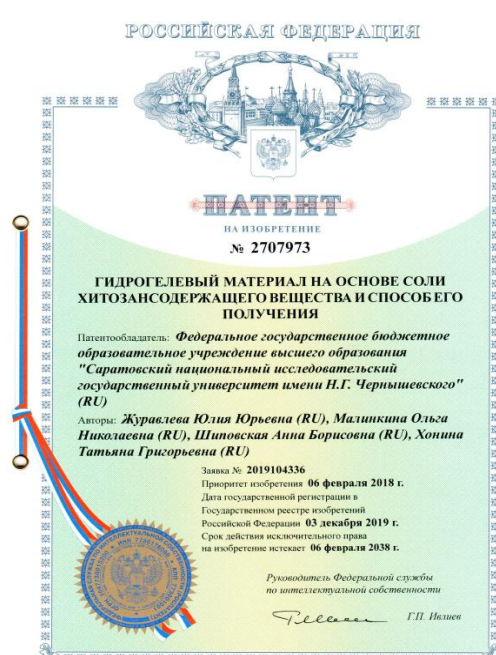 РОССИЙСКАЯ ФЕДЕРАЦИЯ
ПАТЕНТ
НА ИЗОБРЕТЕНИЕ
№ 2707973
ГИДРОГЕЛЕВЫЙ МАТЕРИАЛ НА ОСНОВЕ СОЛИ
ХИТОЗАНСОДЕРЖАЩЕГО ВЕЩЕСТВА И СПОСОБ ЕГО
ПОЛУЧЕНИЯ
Патентообладатель: Федеральное государственное бюджетное
образовательное учреждение высшего образования
"Саратовский национальный исследовательский
государственный университет имени Н.Г. Чернышевского"
(RU)
Авторы: Журавлева Юлия Юрьевна (RU), Малинкина Ольга
Николаевна (RU), Шиповская Анна Борисовна (RU), Хонина
Татьяна Григорьевна (RU)
Заявка № 2019104336
Приоритет изобретения 06 февраля 2018 г.
Дата государственной регистрации в
Государственном реестре изобретений
Российской Федерации 03 декабря 2019 г.
Срок действия исключительного права
на изобретение истекает 06 февраля 2038 г.
Руководитель Федеральной службы
по интеллектуальной собственности
Г.П. Ивлиев